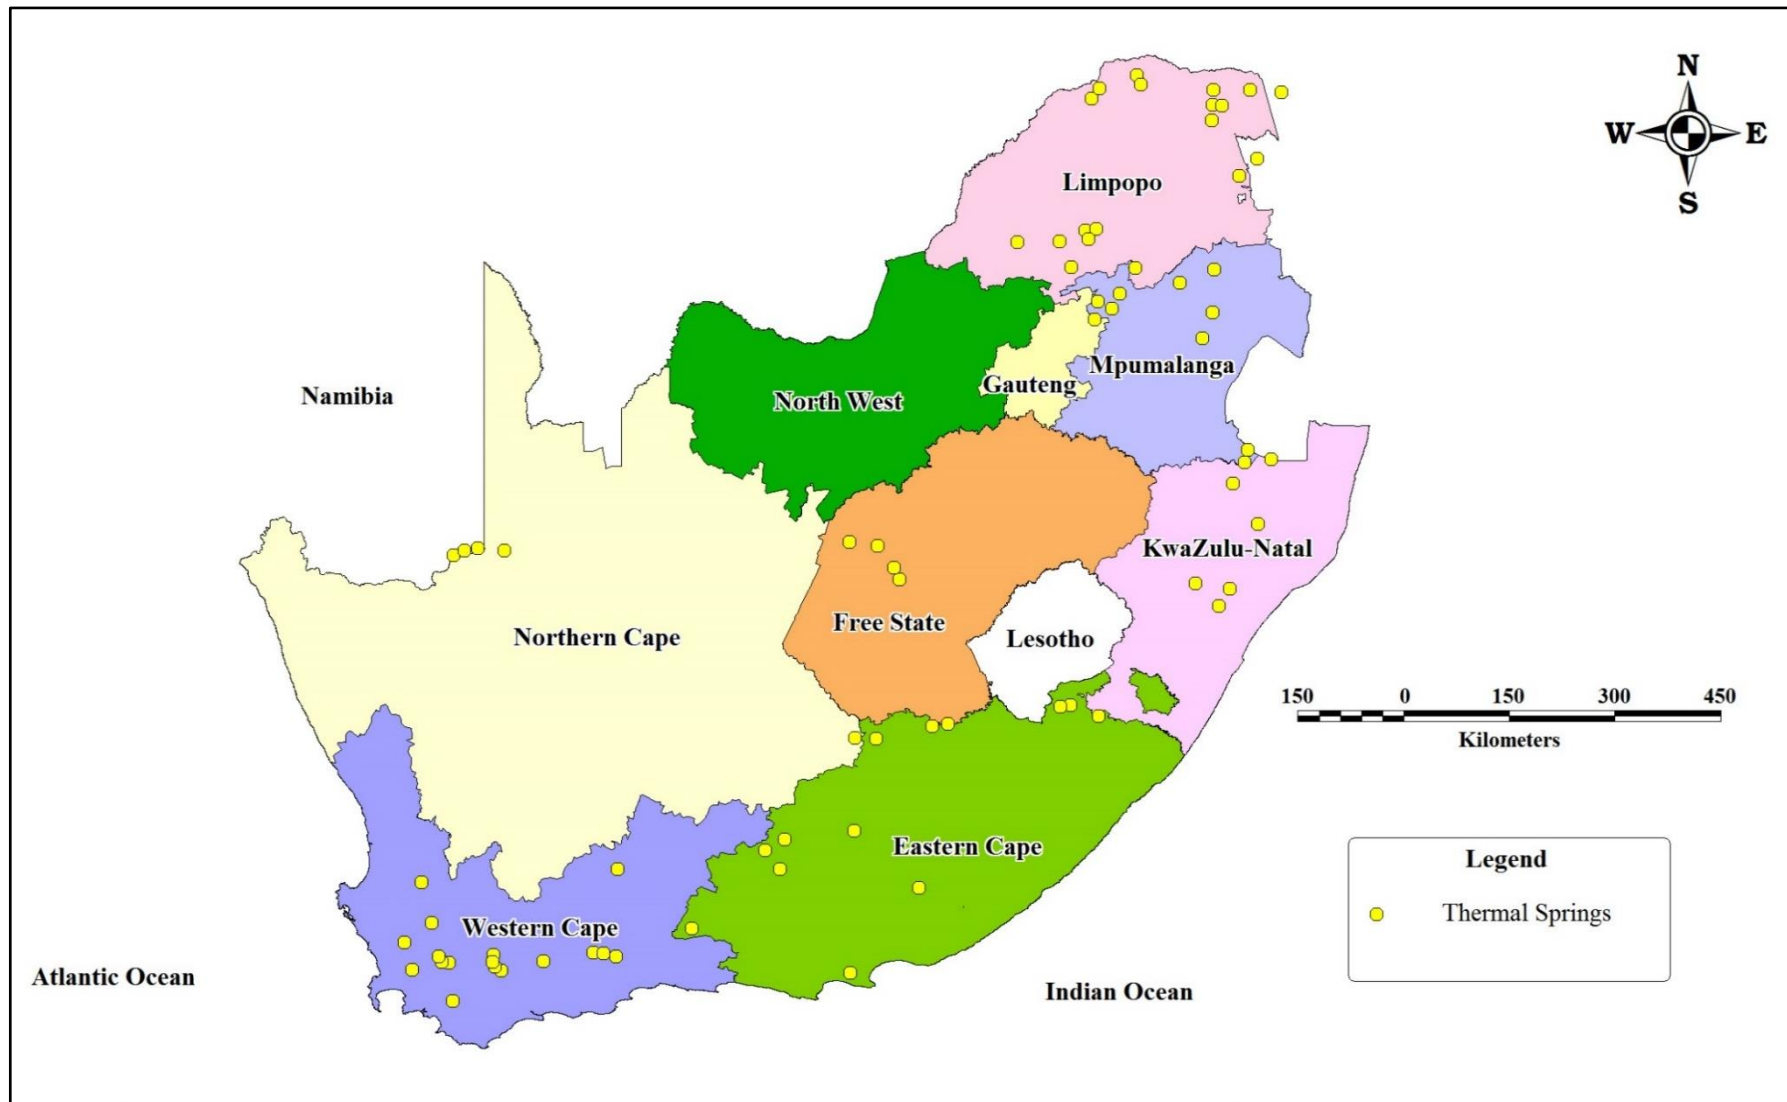 N
W E
S
Limpopo
Namibia
North West
Gauteng
Mpumalanga
KwaZulu-Natal
Northern Cape
Free State
Lesotho
150 0 150 300 450
Kilometers
Eastern Cape
Western Cape
Atlantic Ocean
Indian Ocean
Legend
Thermal Springs